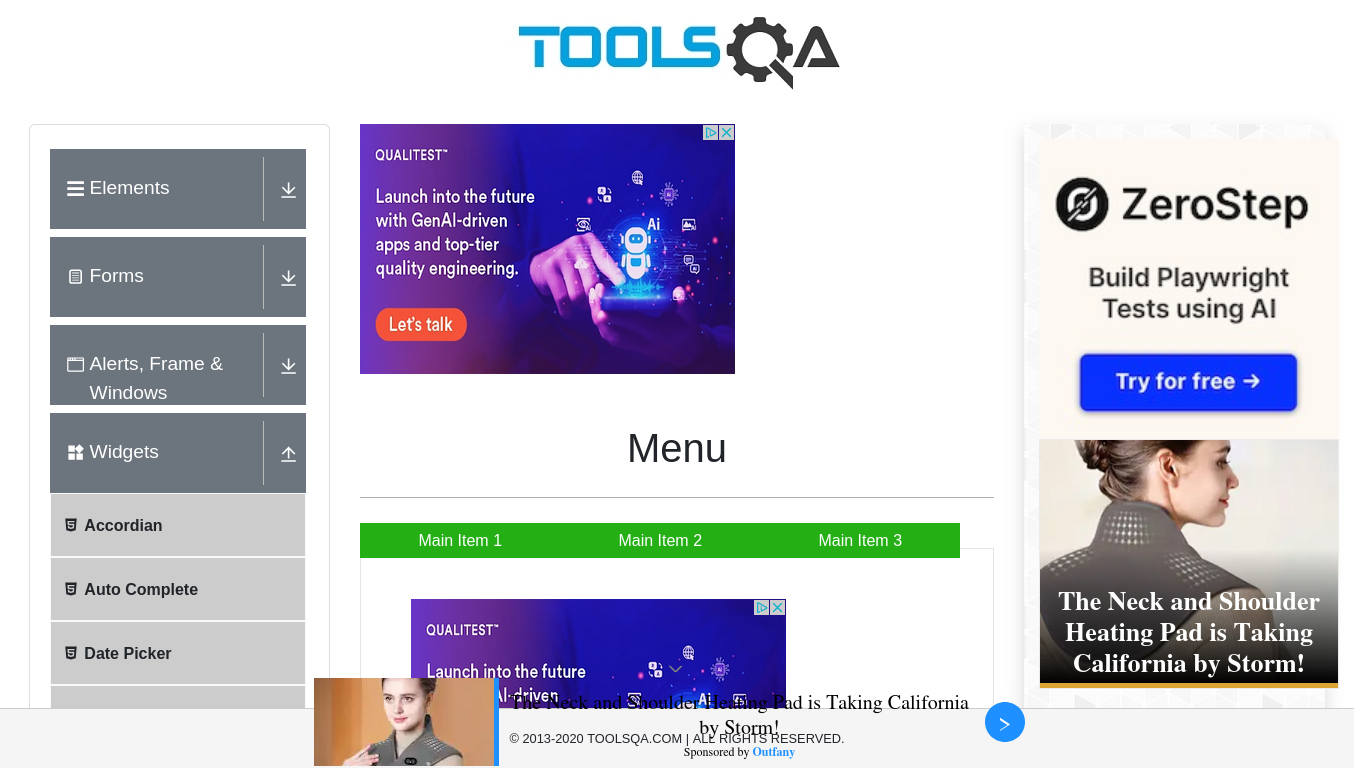 TOOLSQA
Elements
Forms
Alerts, Frame &
Windows
Widgets
Accordian
Auto Complete
Date Picker
QUALITEST™
Launch into the future
with GenAI-driven
apps and top-tier
quality engineering.
Let's talk
Ai
Menu
Main Item 1
Main Item 2
Main Item 3
QUALITEST™
Launch into the future
Ai
ZeroStep
Build Playwright
Tests using AI
Try for free →
The Neck and Shoulder
Heating Pad is Taking
California by Storm!
The Neck and Shoulder Heating Pad is Taking California
by Storm!
Sponsored by Outfany
© 2013-2020 TOOLSQA.COM | ALL RIGHTS RESERVED.